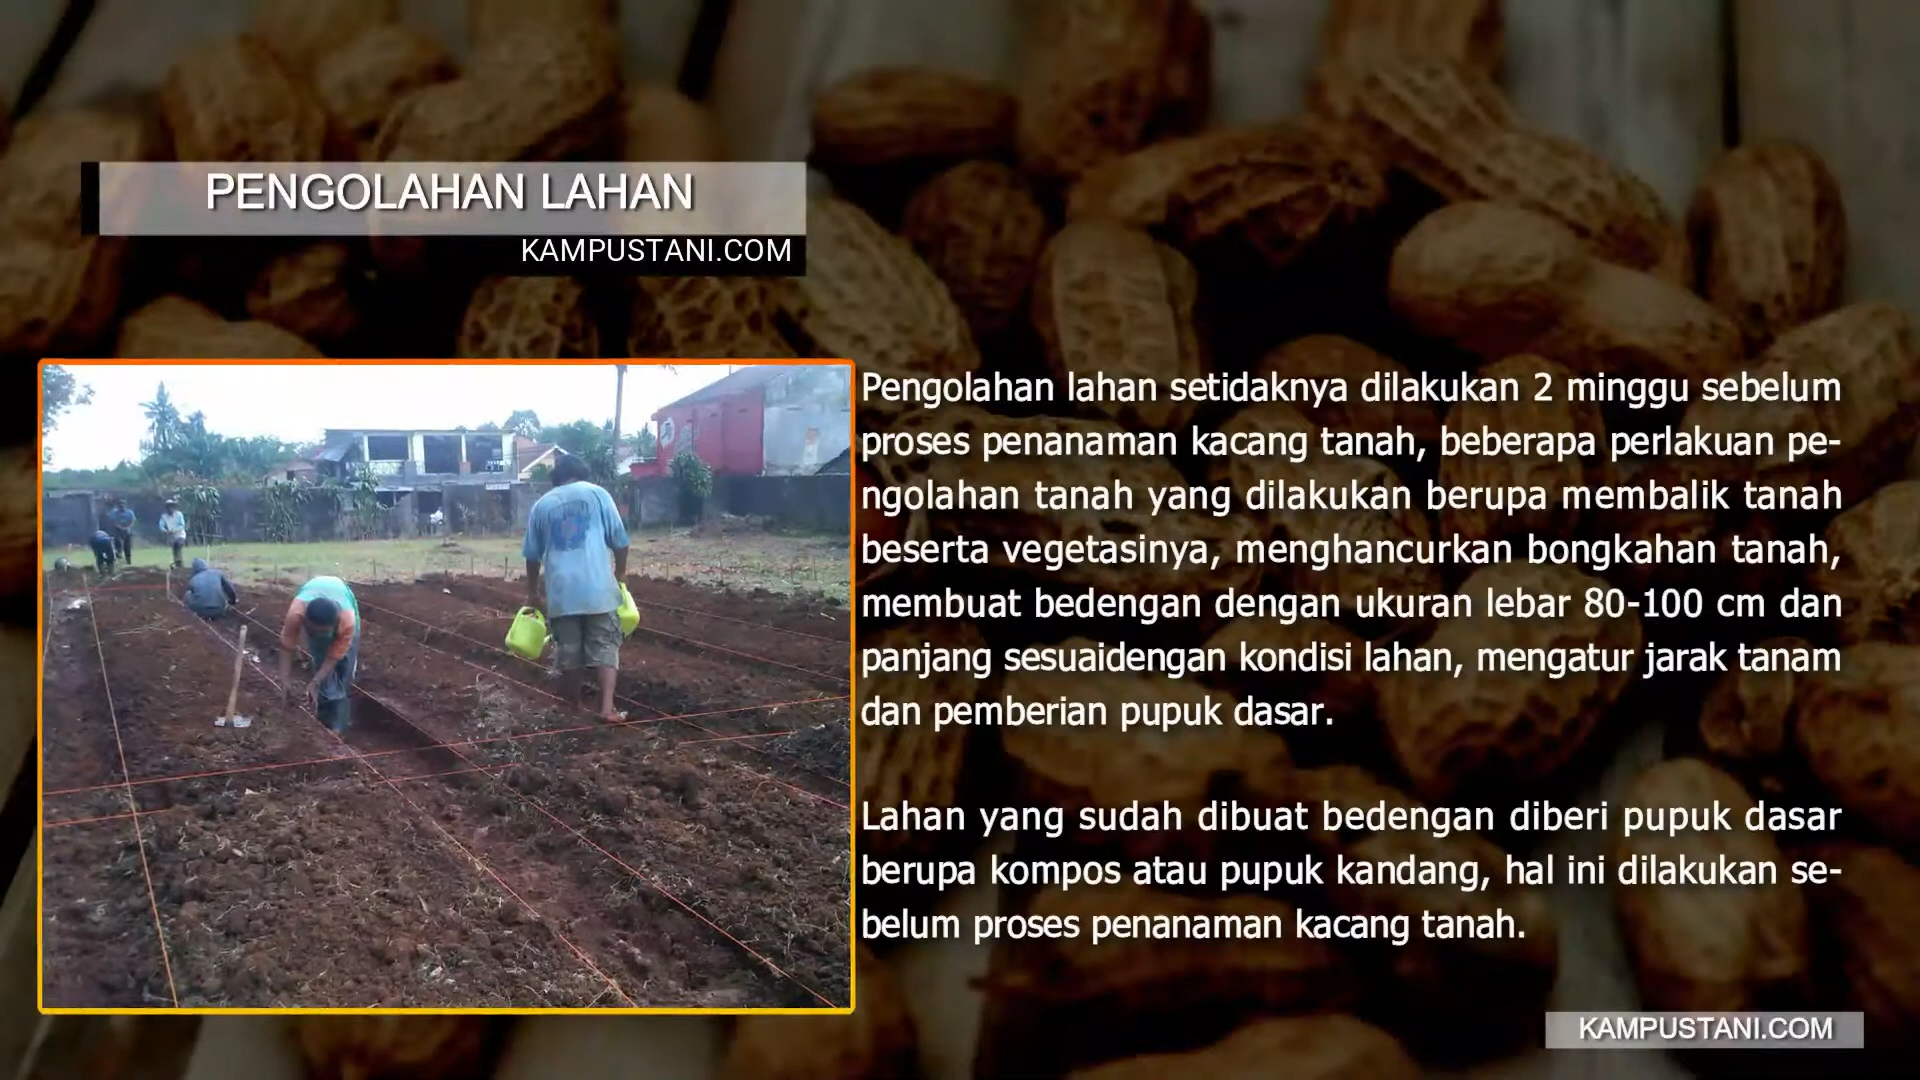 PENGOLAHAN LAHAN
KAMPUSTANI.COM
Pengolahan lahan setidaknya dilakukan 2 minggu sebelum
proses penanaman kacang tanah, beberapa perlakuan pe-
ngolahan tanah yang dilakukan berupa membalik tanah
beserta vegetasinya, menghancurkan bongkahan tanah,
membuat bedengan dengan ukuran lebar 80-100 cm dan
panjang sesuaidengan kondisi lahan, mengatur jarak tanam
dan pemberian pupuk dasar.
Lahan yang sudah dibuat bedengan diberi pupuk dasar
berupa kompos atau pupuk kandang, hal ini dilakukan se-
belum proses penanaman kacang tanah.
KAMPUSTANI.COM